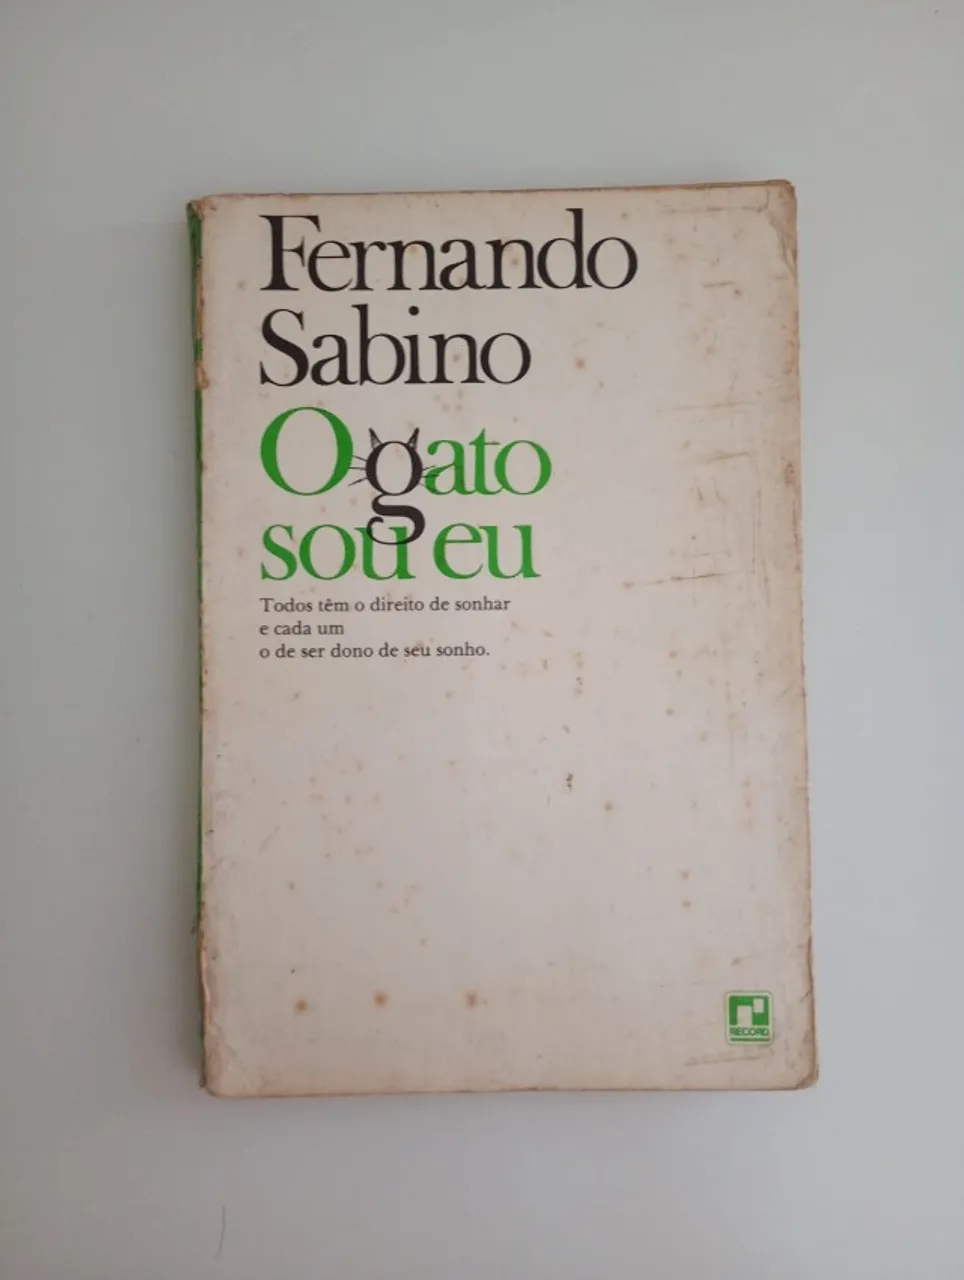 Fernando
Sabino
O gato
sou eu
Todos têm o direito de sonhar
e cada um
o de ser dono de seu sonho.
RECORD